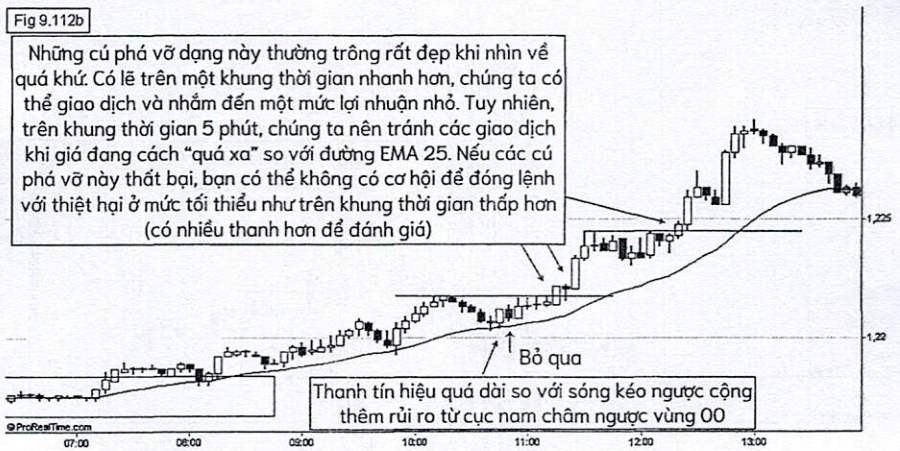 Fig 9.112b
Những cú phá vỡ dạng này thường trông rất đẹp khi nhìn về
quá khứ. Có lẽ trên một khung thời gian nhanh hơn, chúng ta có
thể giao dịch và nhắm đến một mức lợi nhuận nhỏ. Tuy nhiên,
trên khung thời gian 5 phút, chúng ta nên tránh các giao dịch
khi giá đang cách "quá xa" so với đường EMA 25. Nếu các cú
phá vỡ này thất bại, bạn có thể không có cơ hội để đóng lệnh
với thiệt hại ở mức tối thiểu như trên khung thời gian thấp hơn
(có nhiều thanh hơn để đánh giá)
1,225
1,22
Bỏ qua
Thanh tín hiệu quá dài so với sóng kéo ngược cộng
thêm rủi ro từ cục nam châm ngược vùng 00
©ProRealTime.com
07:00 08:00 09:00 10:00 11:00 12:00 13:00